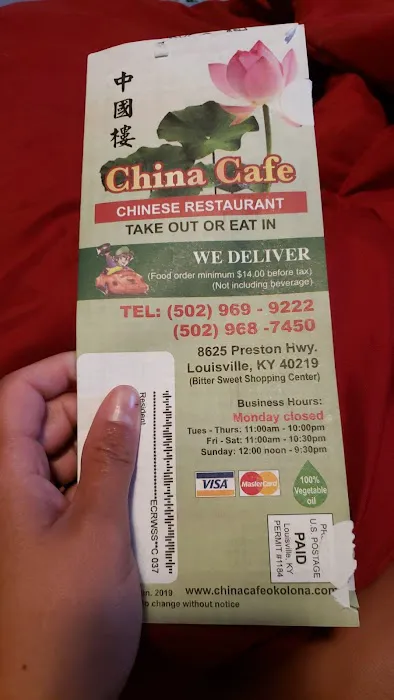 中
國
樓
China Cafe
CHINESE RESTAURANT
TAKE OUT OR EAT IN
WE DELIVER
(Food order minimum $14.00 before tax)
(Not including beverage)
TEL: (502) 969 - 9222
(502) 968 -7450
8625 Preston Hwy.
Louisville, KY 40219
(Bitter Sweet Shopping Center)
Business Hours:
Monday closed
Tues - Thurs: 11:00am - 10:00pm
Fri - Sat: 11:00am - 10:30pm
Sunday: 12:00 noon - 9:30pm
VISA
MasterCard
100%
Vegetable
oil
Resident
**ECRWSS**C 037
U.S. POSTAGE
PAID
Louisville, KY
PERMIT #1184
2019
www.chinacafeokolona.com
to change without notice